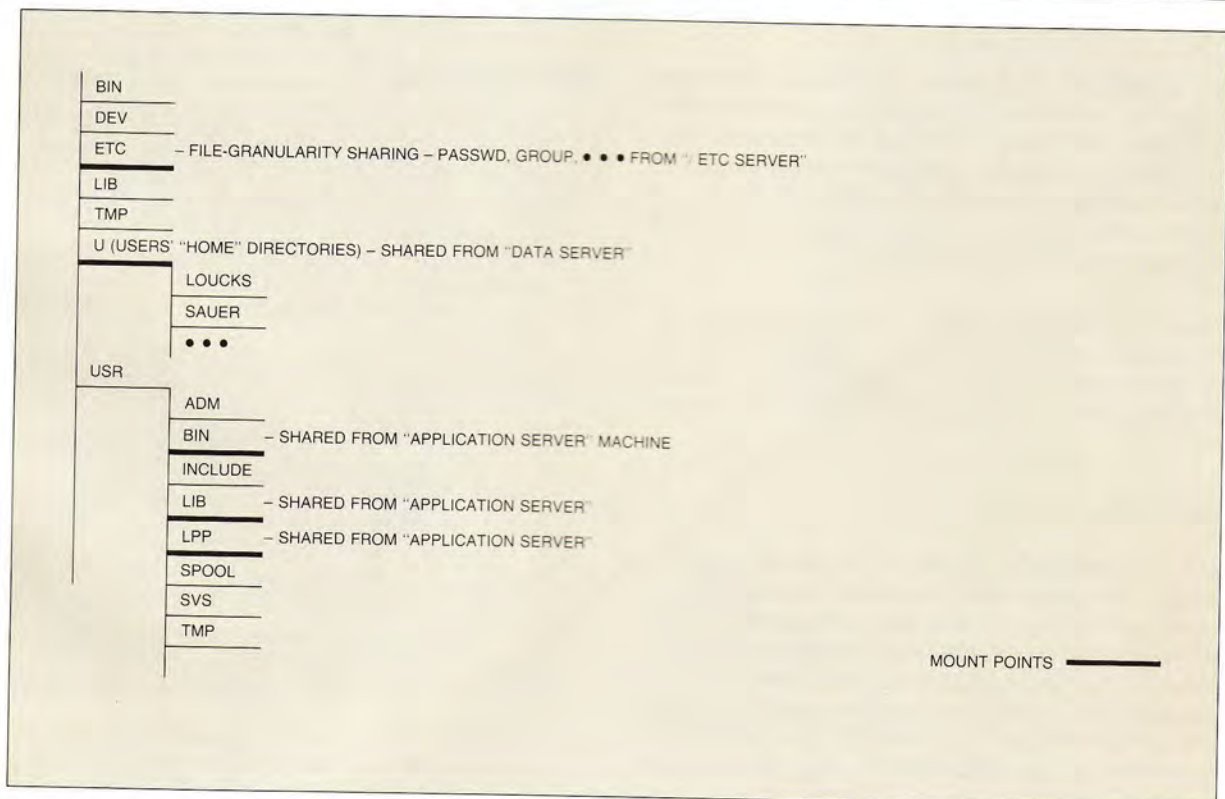 BIN
DEV
ETC – FILE-GRANULARITY SHARING – PASSWD, GROUP, • • • FROM "/ ETC SERVER"
LIB
TMP
U (USERS' "HOME" DIRECTORIES) – SHARED FROM "DATA SERVER"
LOUCKS
SAUER
• • •
USR
ADM
BIN – SHARED FROM "APPLICATION SERVER" MACHINE
INCLUDE
LIB – SHARED FROM "APPLICATION SERVER"
LPP – SHARED FROM "APPLICATION SERVER"
SPOOL
SVS
TMP
MOUNT POINTS